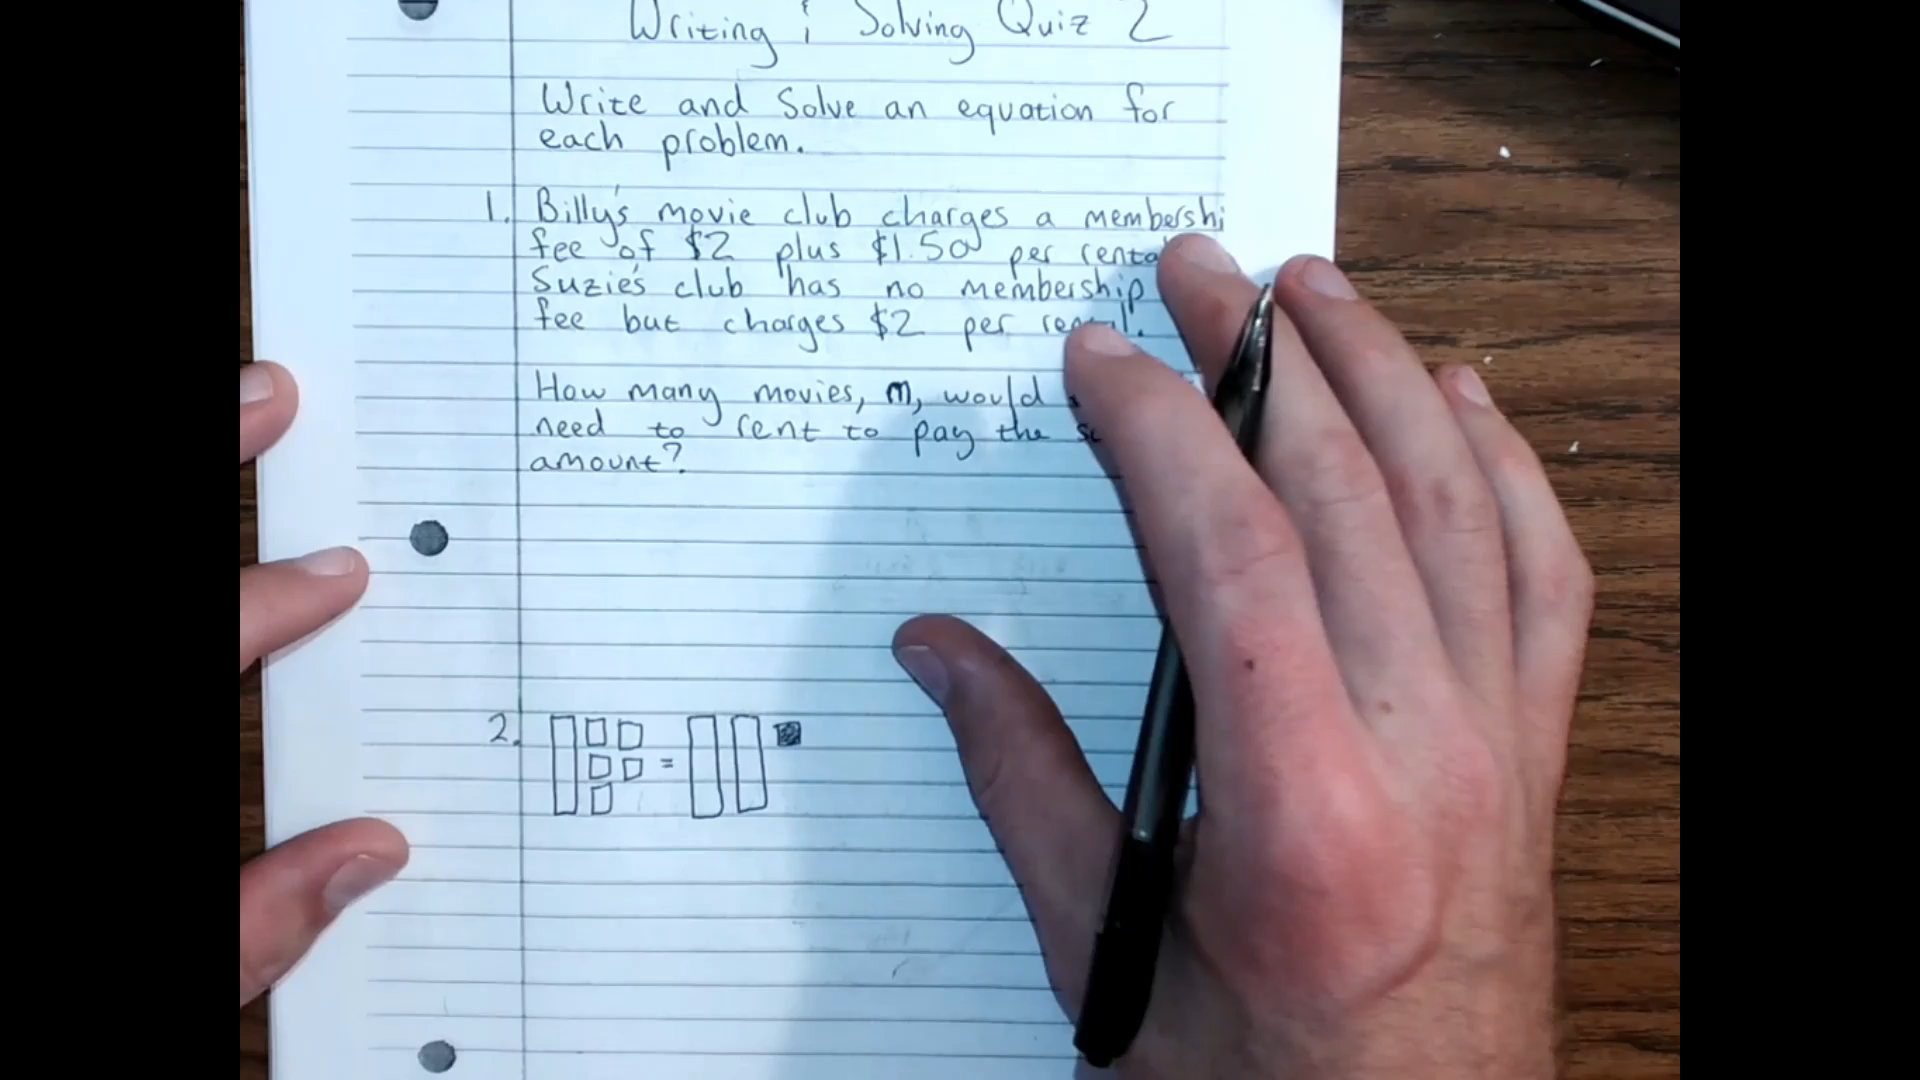 Writing & Solving Quiz 2
Write and Solve an equation for
each problem.
1. Billy's movie club charges a membershi
fee of $2 plus $1.50 per renta
Suzie's club has no membership
fee but charges $2 per rental.
How many movies, m, would
need to rent to pay the
amount?
2. =